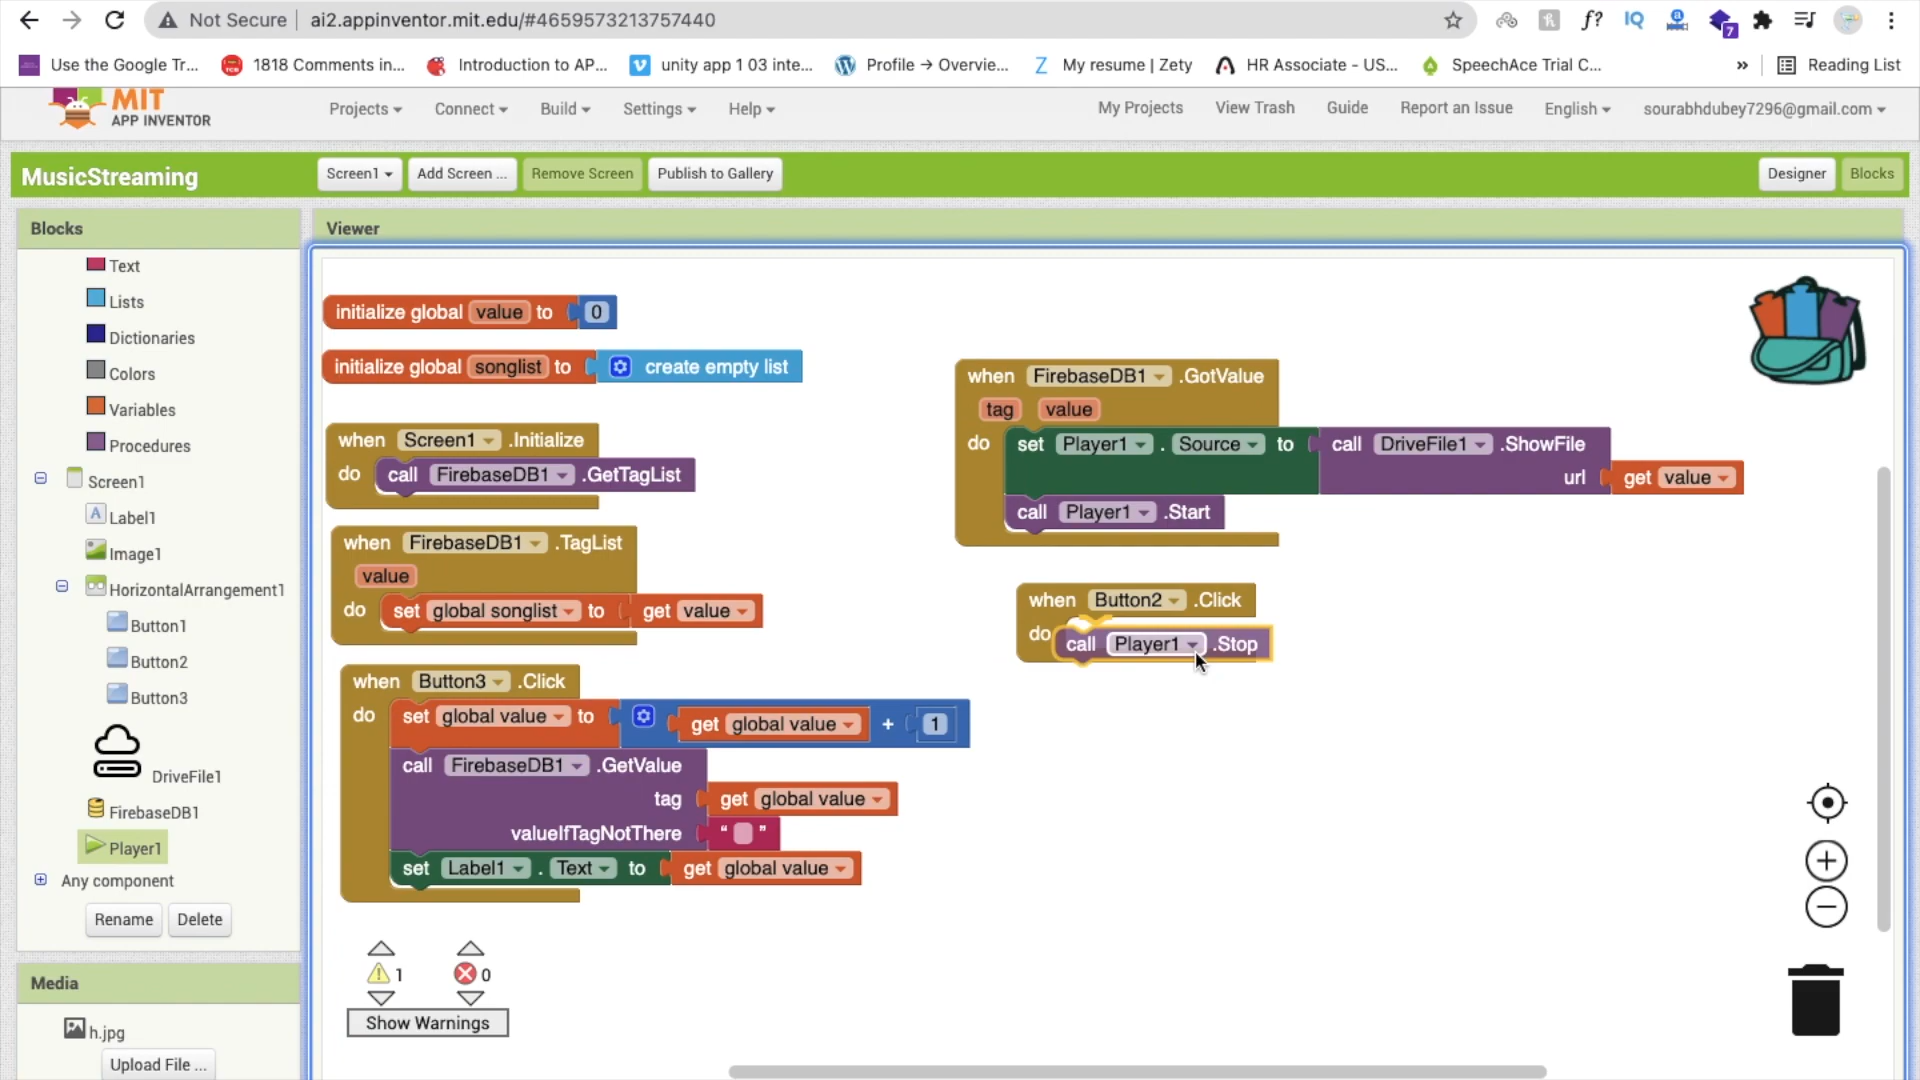 Not Secure | ai2.appinventor.mit.edu/#4659573213757440
f?
IQ
7
Use the Google Tr...
1818 Comments in...
Introduction to AP...
unity app 1 03 inte...
Profile → Overvie...
Z My resume | Zety
HR Associate - US...
SpeechAce Trial C...
»
Reading List
MIT
APP INVENTOR
Projects
Connect
Build
Settings
Help
My Projects
View Trash
Guide
Report an Issue
English
sourabhdubey7296@gmail.com
MusicStreaming
Screen1
Add Screen ...
Remove Screen
Publish to Gallery
Designer
Blocks
Blocks
Text
Lists
Dictionaries
Colors
Variables
Procedures
Screen1
A Label1
Image1
HorizontalArrangement1
Button1
Button2
Button3
DriveFile1
FirebaseDB1
Player1
Any component
Rename
Delete
Media
h.jpg
Upload File ...
Viewer
initialize global value to 0
initialize global songlist to create empty list
when Screen1 .Initialize
do call FirebaseDB1 .GetTagList
when FirebaseDB1 .TagList
value
do set global songlist to get value
when Button3 .Click
do set global value to get global value + 1
call FirebaseDB1 .GetValue
tag get global value
valueIfTagNotThere " "
set Label1 . Text to get global value
when FirebaseDB1 .GotValue
tag value
do set Player1 . Source to call DriveFile1 .ShowFile
url get value
call Player1 .Start
when Button2 .Click
do call Player1 .Stop
1
0
Show Warnings